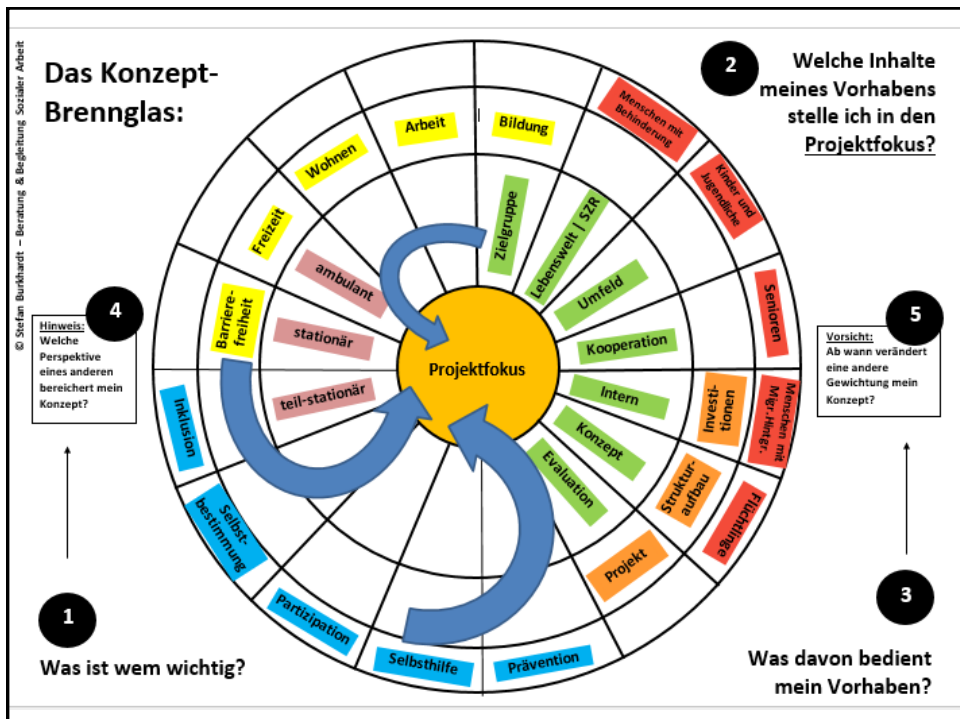 © Stefan Burkhardt – Beratung & Begleitung Sozialer Arbeit
Das Konzept-
Brennglas:
2
Welche Inhalte
meines Vorhabens
stelle ich in den
Projektfokus?
Arbeit
Bildung
Wohnen
Freizeit
Barriere-
freiheit
Menschen mit
Behinderung
Kinder und
Jugendliche
Senioren
Menschen mit
Migr.Hintgr.
Flüchtlinge
ambulant
stationär
teil-stationär
Zielgruppe
Lebenswelt | SZR
Umfeld
Kooperation
Intern
Konzept
Evaluation
Projektfokus
Investi-
tionen
Struktur-
aufbau
Projekt
Inklusion
Selbst-
bestimmung
Partizipation
Selbsthilfe
Prävention
4
Hinweis:
Welche
Perspektive
eines anderen
bereichert mein
Konzept?
5
Vorsicht:
Ab wann verändert
eine andere
Gewichtung mein
Konzept?
1
Was ist wem wichtig?
3
Was davon bedient
mein Vorhaben?